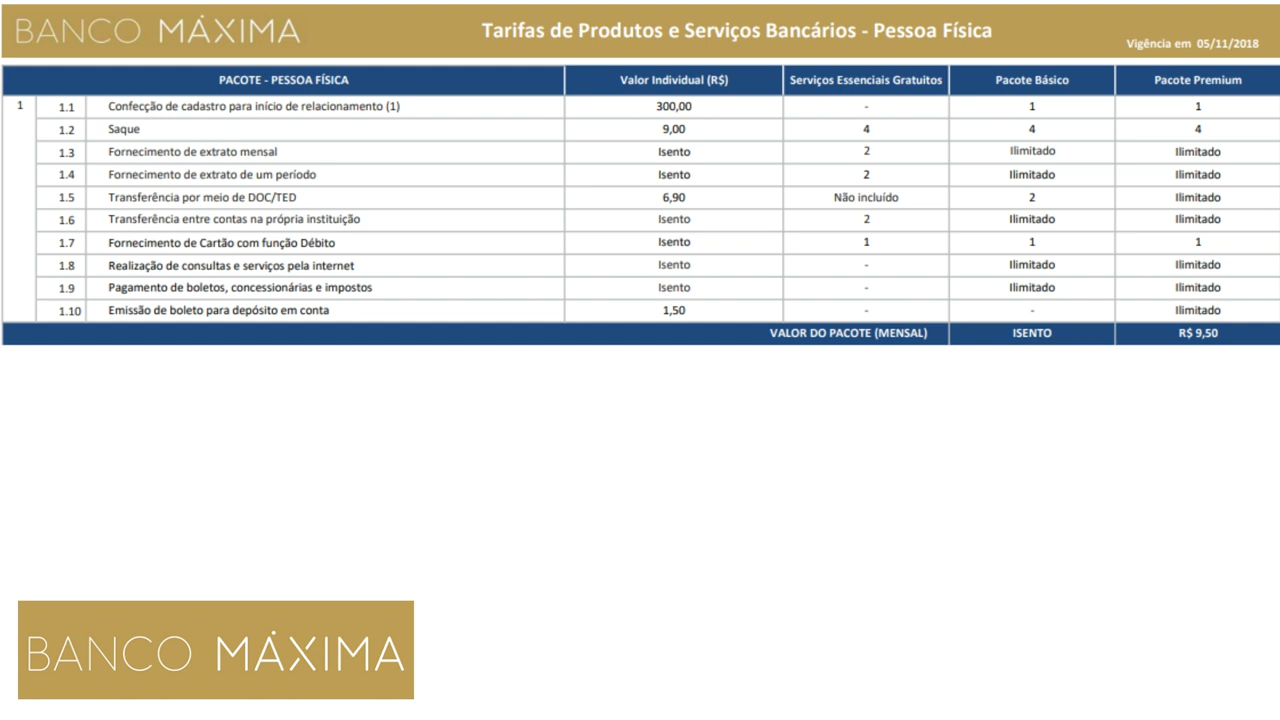 BANCO MÁXIMA
Tarifas de Produtos e Serviços Bancários - Pessoa Física
Vigência em 05/11/2018
PACOTE - PESSOA FÍSICA Valor Individual (R$) Serviços Essenciais Gratuitos Pacote Básico Pacote Premium
1 1.1 Confecção de cadastro para início de relacionamento (1) 300,00 - 1 1
1.2 Saque 9,00 4 4 4
1.3 Fornecimento de extrato mensal Isento 2 Ilimitado Ilimitado
1.4 Fornecimento de extrato de um período Isento 2 Ilimitado Ilimitado
1.5 Transferência por meio de DOC/TED 6,90 Não incluído 2 Ilimitado
1.6 Transferência entre contas na própria instituição Isento 2 Ilimitado Ilimitado
1.7 Fornecimento de Cartão com função Débito Isento 1 1 1
1.8 Realização de consultas e serviços pela internet Isento - Ilimitado Ilimitado
1.9 Pagamento de boletos, concessionárias e impostos Isento - Ilimitado Ilimitado
1.10 Emissão de boleto para depósito em conta 1,50 - - Ilimitado
VALOR DO PACOTE (MENSAL) ISENTO R$ 9,50
BANCO MÁXIMA